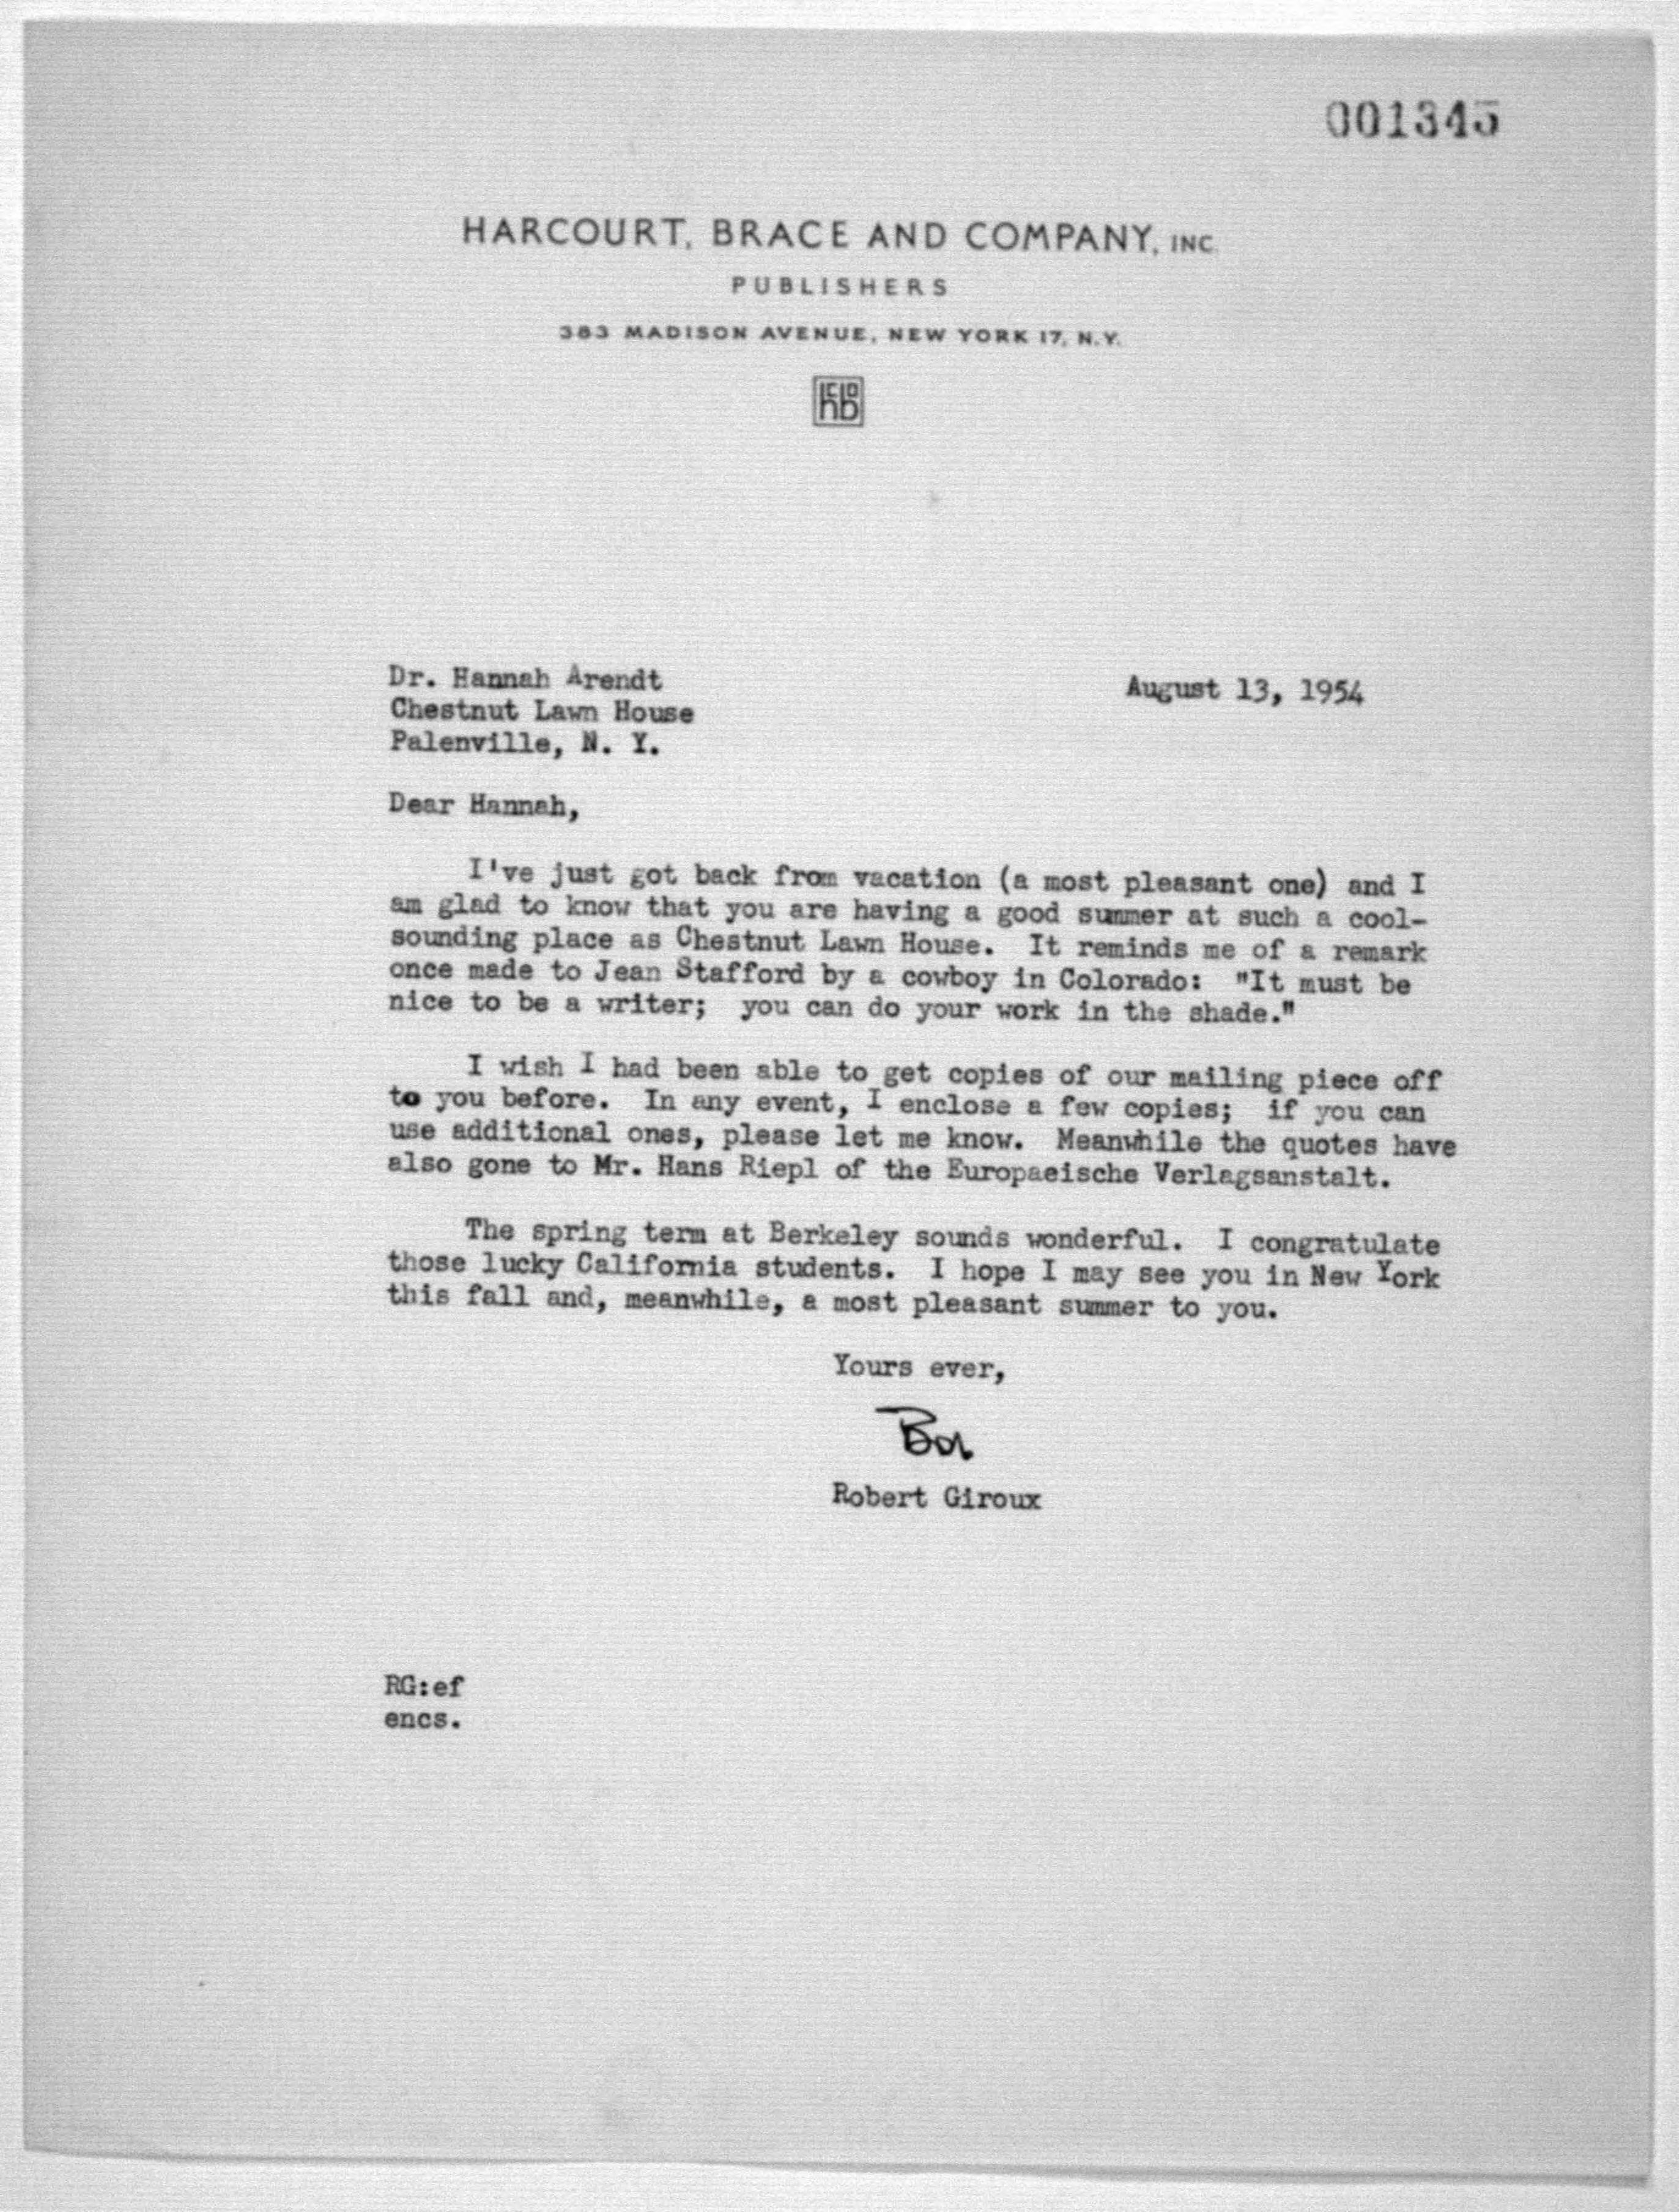 001345
HARCOURT, BRACE AND COMPANY, INC.
PUBLISHERS
383 MADISON AVENUE, NEW YORK 17, N.Y.
Dr. Hannah Arendt
Chestnut Lawn House
Palenville, N. Y.
August 13, 1954
Dear Hannah,
I've just got back from vacation (a most pleasant one) and I
am glad to know that you are having a good summer at such a cool-
sounding place as Chestnut Lawn House. It reminds me of a remark
once made to Jean Stafford by a cowboy in Colorado: "It must be
nice to be a writer; you can do your work in the shade."
I wish I had been able to get copies of our mailing piece off
to you before. In any event, I enclose a few copies; if you can
use additional ones, please let me know. Meanwhile the quotes have
also gone to Mr. Hans Riepl of the Europaeische Verlagsanstalt.
The spring term at Berkeley sounds wonderful. I congratulate
those lucky California students. I hope I may see you in New York
this fall and, meanwhile, a most pleasant summer to you.
Yours ever,
Bob
Robert Giroux
RG:ef
encs.